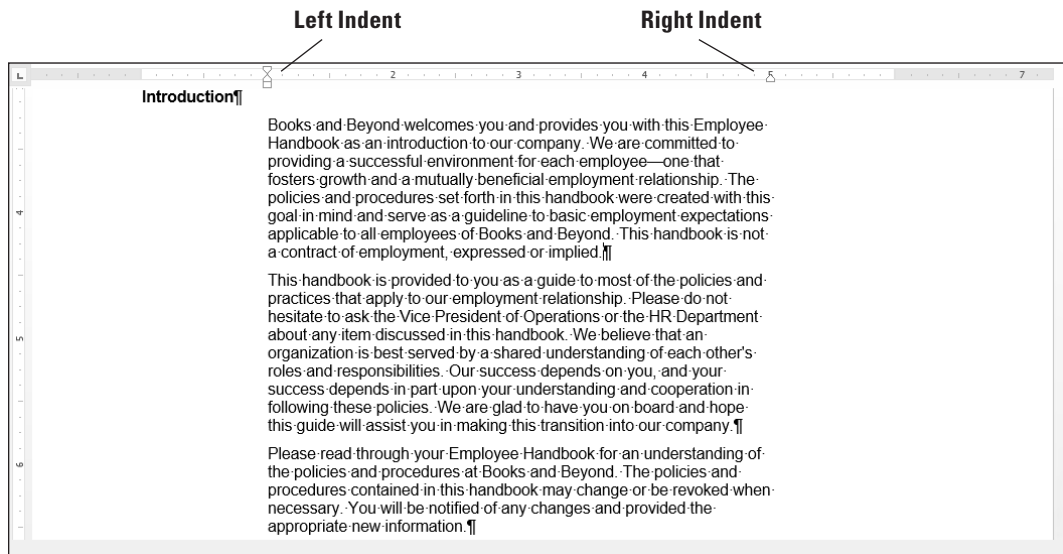 Left Indent Right Indent
L 2 3 4 5 7
Introduction¶
Books·and·Beyond·welcomes·you·and·provides·you·with·this·Employee·
Handbook·as·an·introduction·to·our·company.·We·are·committed·to·
providing·a·successful·environment·for·each·employee—one·that·
fosters·growth·and·a·mutually·beneficial·employment·relationship.·The·
policies·and·procedures·set·forth·in·this·handbook·were·created·with·this·
goal·in·mind·and·serve·as·a·guideline·to·basic·employment·expectations·
applicable·to·all·employees·of·Books·and·Beyond.·This·handbook·is·not·
a·contract·of·employment,·expressed·or·implied.¶
This·handbook·is·provided·to·you·as·a·guide·to·most·of·the·policies·and·
practices·that·apply·to·our·employment·relationship.·Please·do·not·
hesitate·to·ask·the·Vice·President·of·Operations·or·the·HR·Department·
about·any·item·discussed·in·this·handbook.·We·believe·that·an·
organization·is·best·served·by·a·shared·understanding·of·each·other's·
roles·and·responsibilities.·Our·success·depends·on·you,·and·your·
success·depends·in·part·upon·your·understanding·and·cooperation·in·
following·these·policies.·We·are·glad·to·have·you·on·board·and·hope·
this·guide·will·assist·you·in·making·this·transition·into·our·company.¶
Please·read·through·your·Employee·Handbook·for·an·understanding·of·
the·policies·and·procedures·at·Books·and·Beyond.·The·policies·and·
procedures·contained·in·this·handbook·may·change·or·be·revoked·when·
necessary.·You·will·be·notified·of·any·changes·and·provided·the·
appropriate·new·information.¶
4
5
6